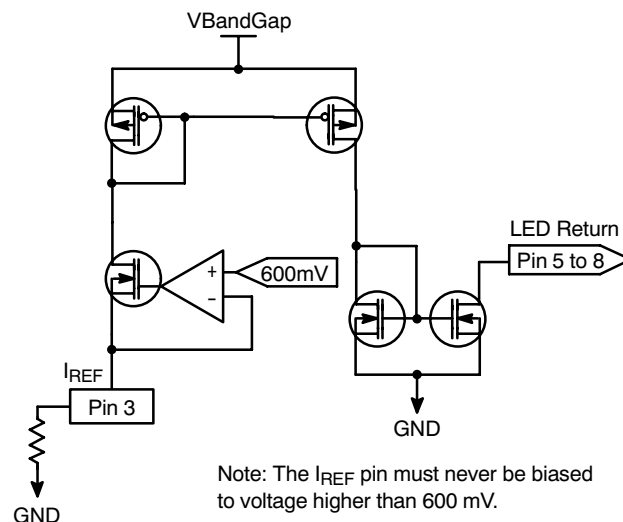 VBandGap
LED Return
Pin 5 to 8
+
600mV
–
IREF
Pin 3
GND
GND
Note: The IREF pin must never be biased
to voltage higher than 600 mV.